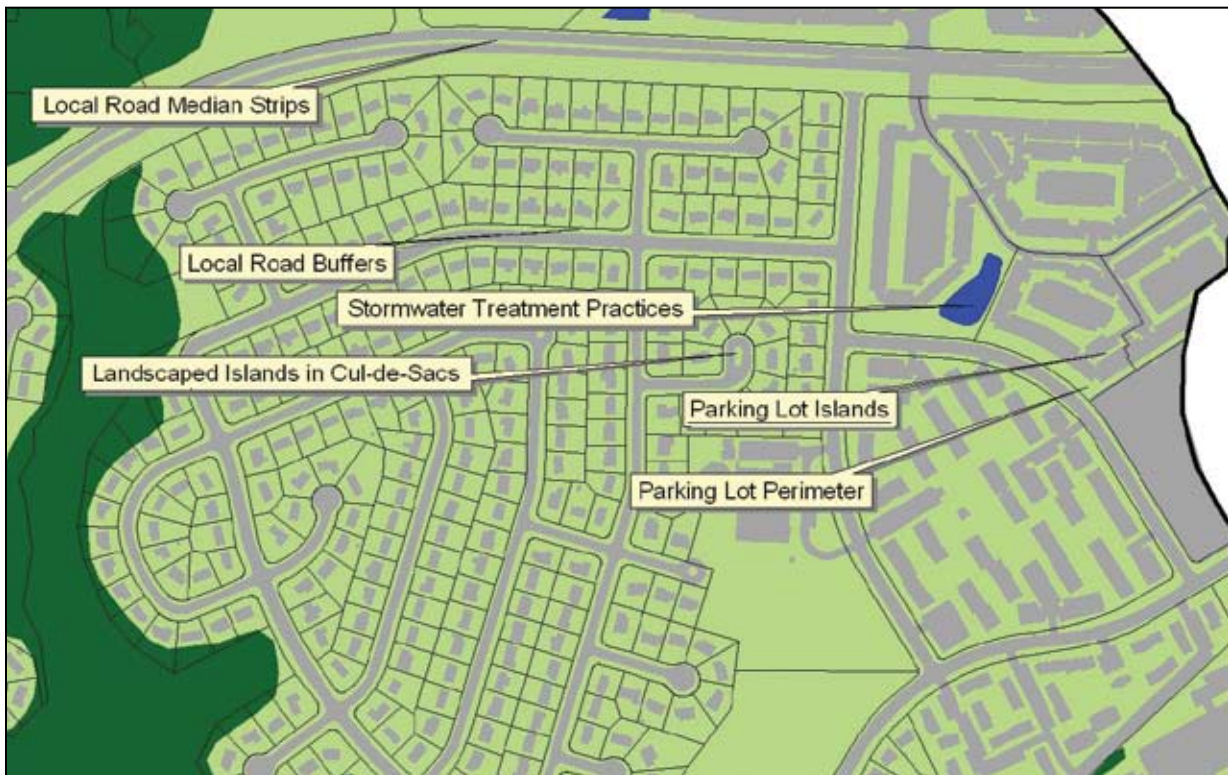 Local Road Median Strips
Local Road Buffers
Stormwater Treatment Practices
Landscaped Islands in Cul-de-Sacs
Parking Lot Islands
Parking Lot Perimeter